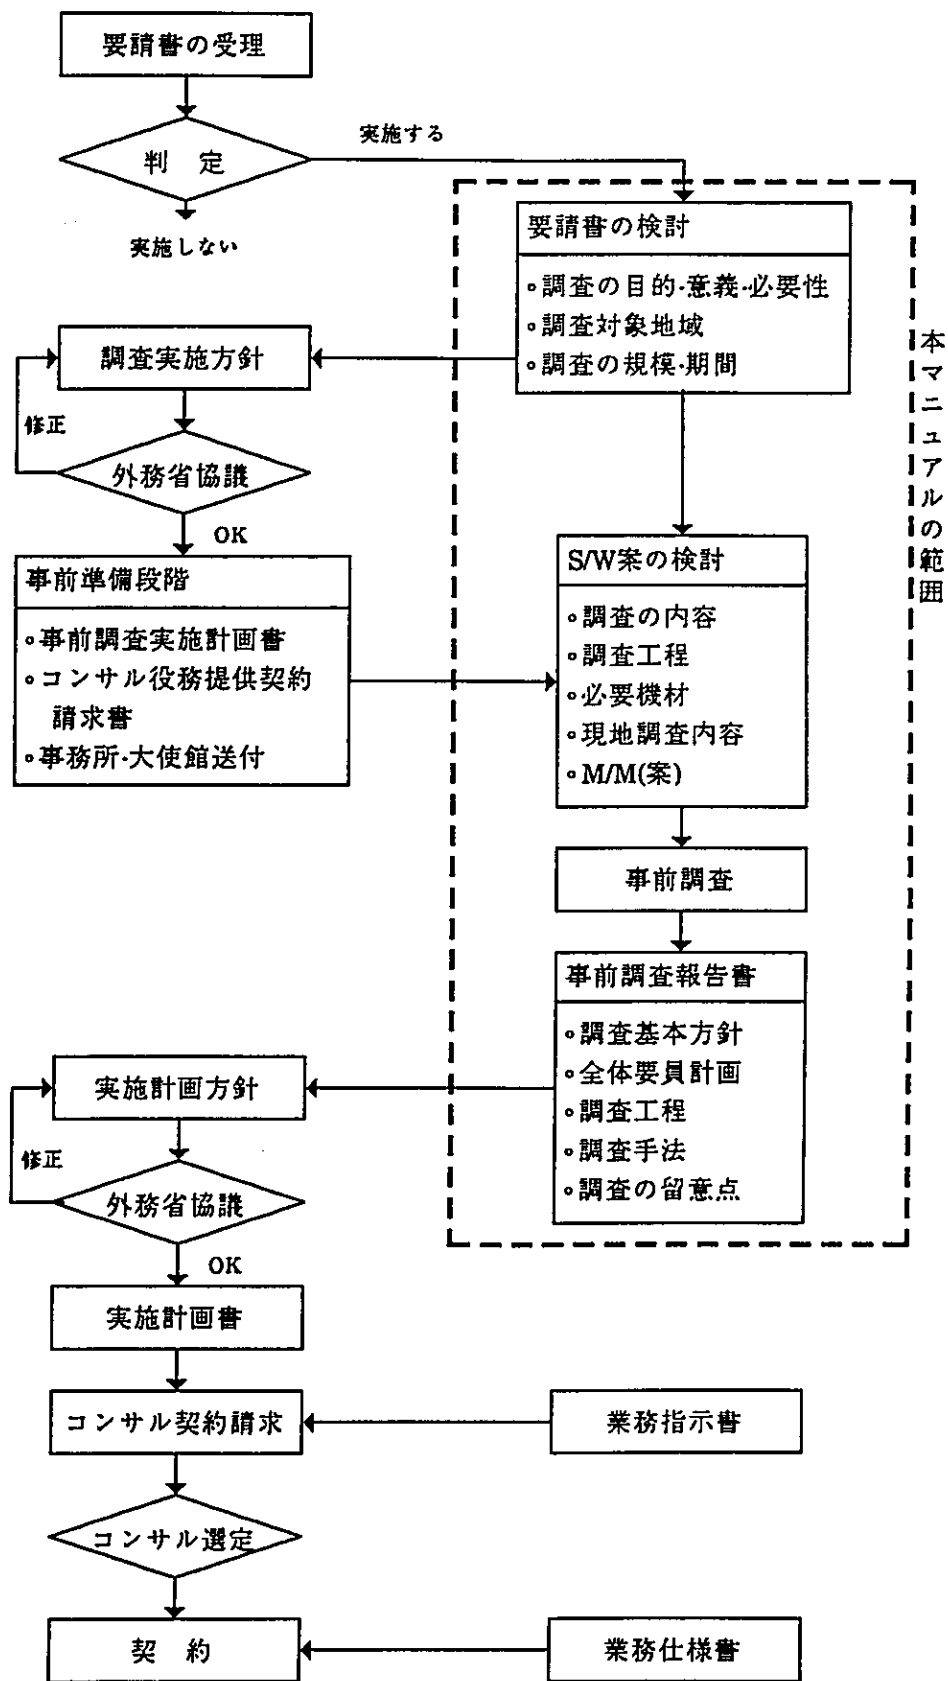 要請書の受理
判定
実施する
実施しない
要請書の検討
∘調査の目的·意義·必要性
∘調査対象地域
∘調査の規模·期間
本マニュアルの範囲
調査実施方針
修正
外務省協議
OK
事前準備段階
∘事前調査実施計画書
∘コンサル役務提供契約
請求書
∘事務所·大使館送付
S/W案の検討
∘調査の内容
∘調査工程
∘必要機材
∘現地調査内容
∘M/M(案)
事前調査
事前調査報告書
∘調査基本方針
∘全体要員計画
∘調査工程
∘調査手法
∘調査の留意点
実施計画方針
修正
外務省協議
OK
実施計画書
コンサル契約請求
業務指示書
コンサル選定
契約
業務仕様書